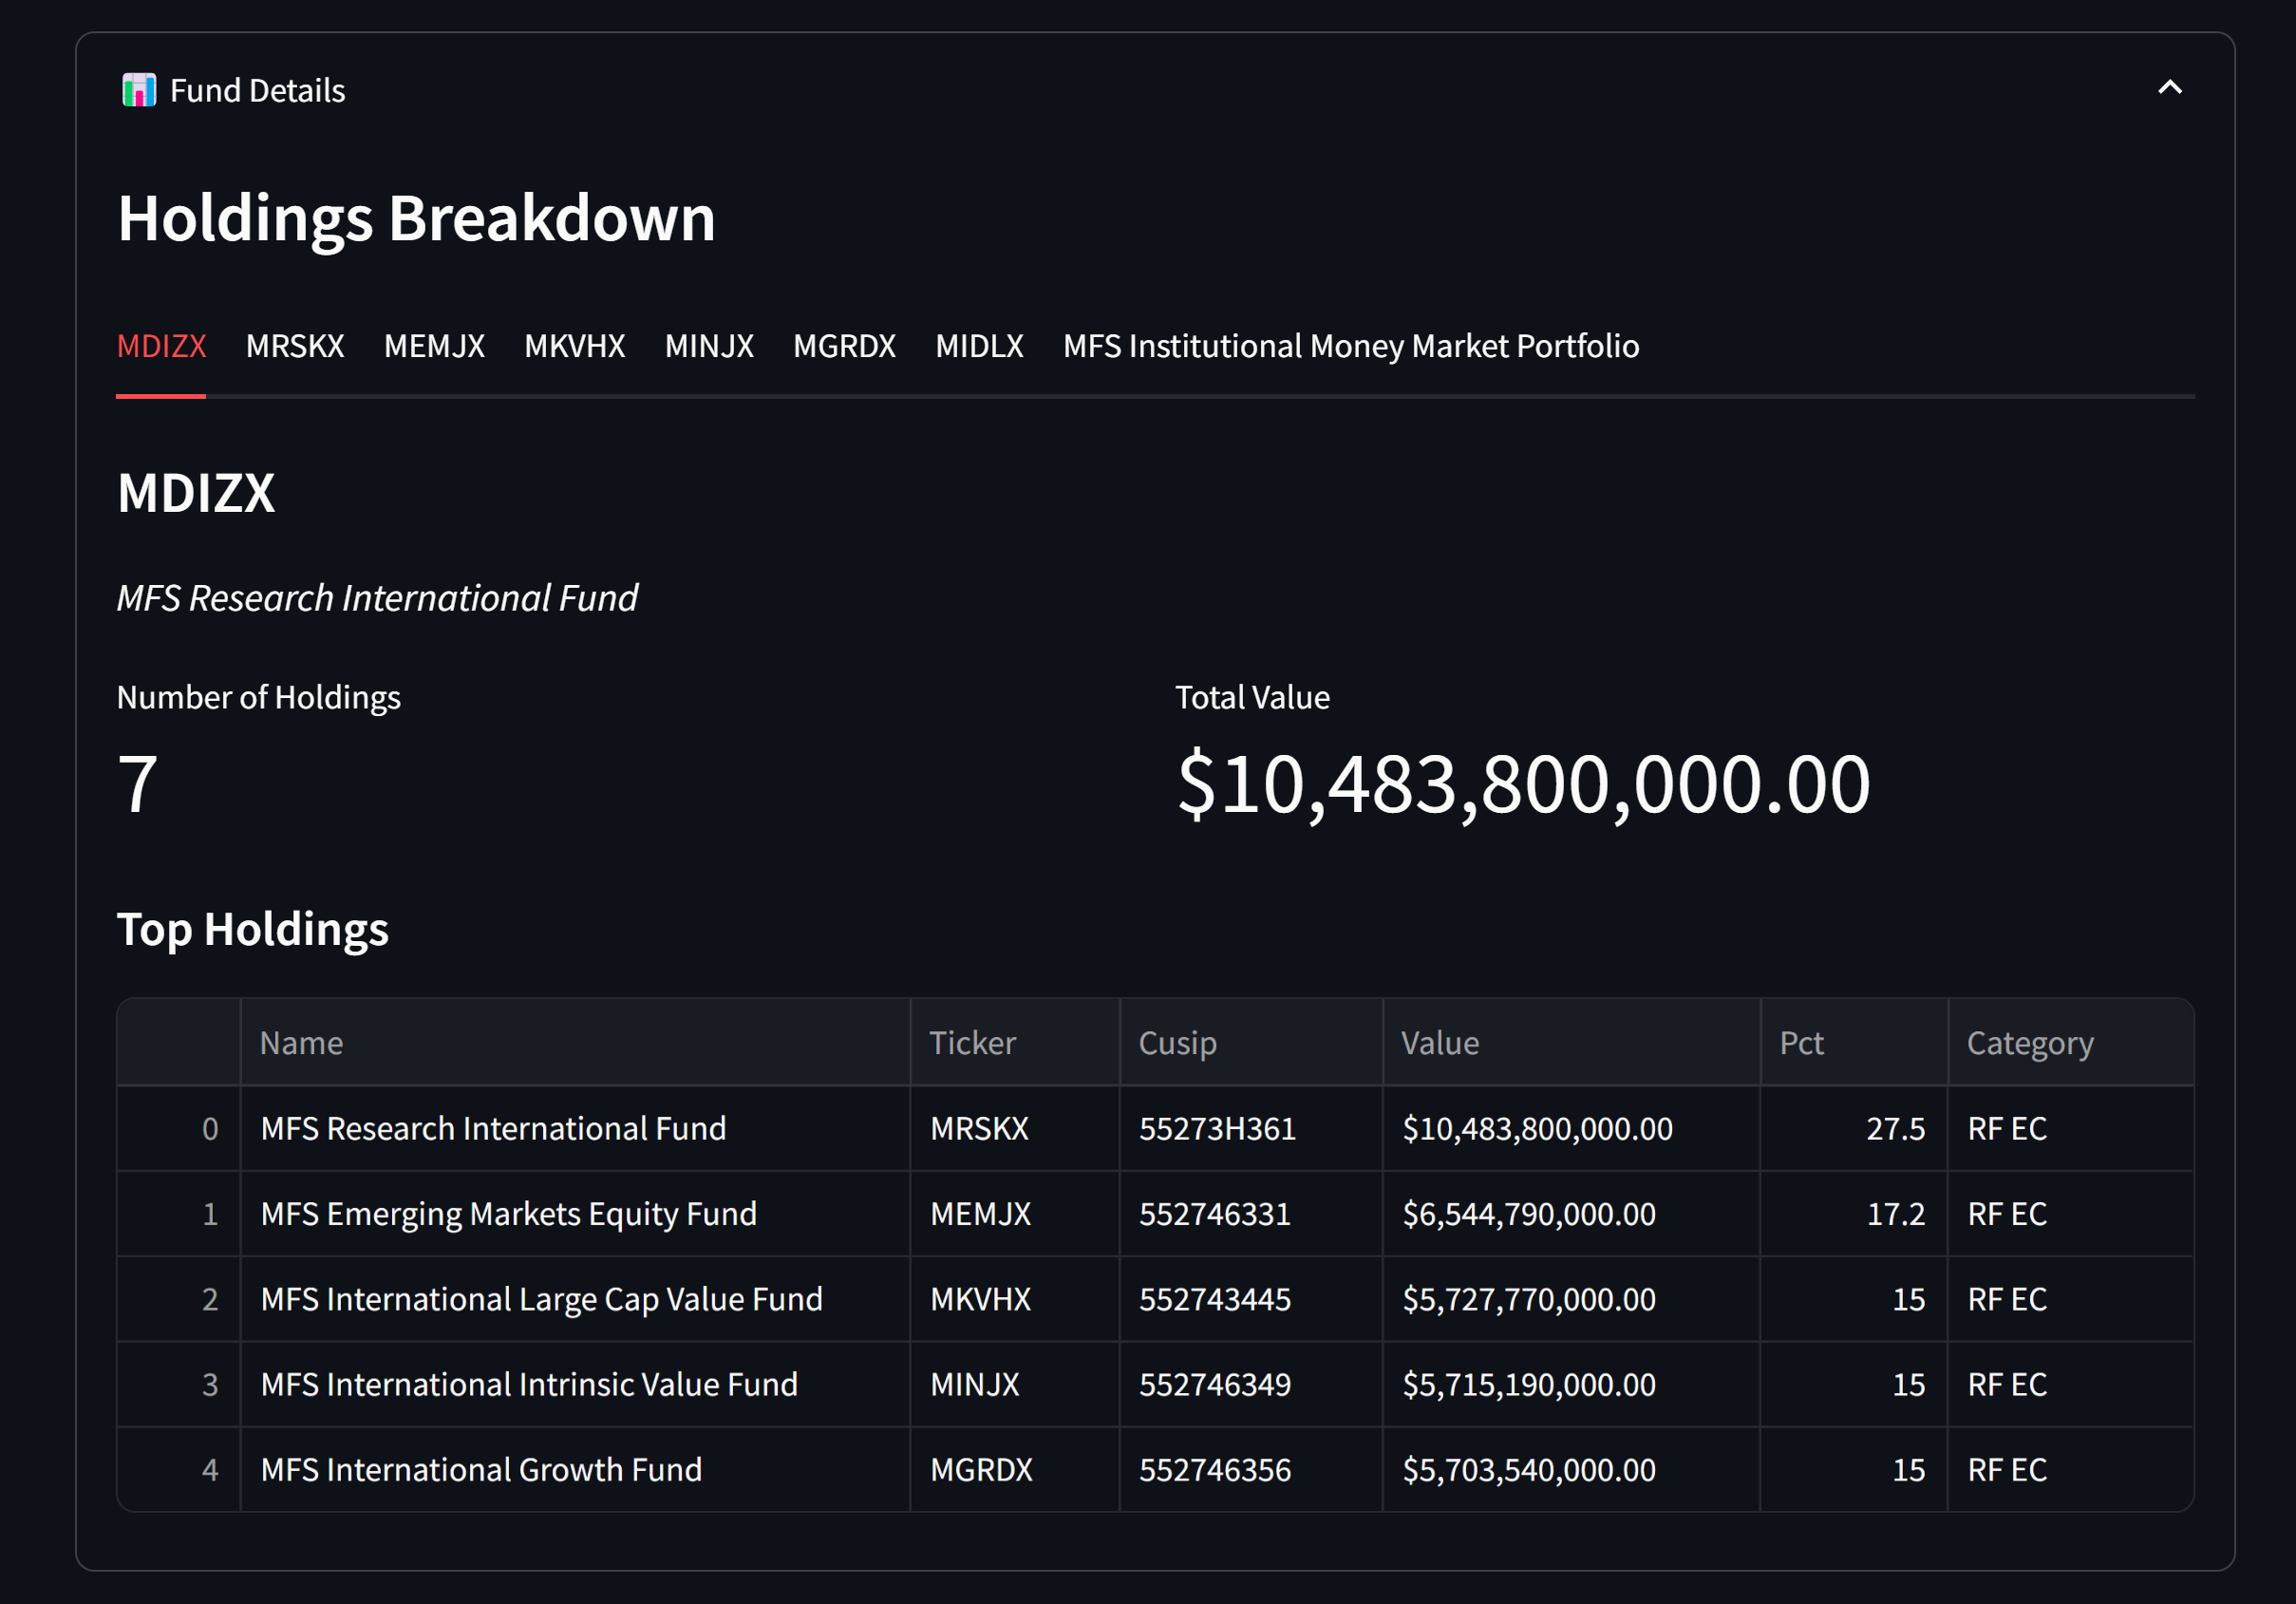 Fund Details
Holdings Breakdown
MDIZX MRSKX MEMJX MKVHX MINJX MGRDX MIDLX MFS Institutional Money Market Portfolio
MDIZX
MFS Research International Fund
Number of Holdings Total Value
7 $10,483,800,000.00
Top Holdings
Name Ticker Cusip Value Pct Category
0 MFS Research International Fund MRSKX 55273H361 $10,483,800,000.00 27.5 RF EC
1 MFS Emerging Markets Equity Fund MEMJX 552746331 $6,544,790,000.00 17.2 RF EC
2 MFS International Large Cap Value Fund MKVHX 552743445 $5,727,770,000.00 15 RF EC
3 MFS International Intrinsic Value Fund MINJX 552746349 $5,715,190,000.00 15 RF EC
4 MFS International Growth Fund MGRDX 552746356 $5,703,540,000.00 15 RF EC